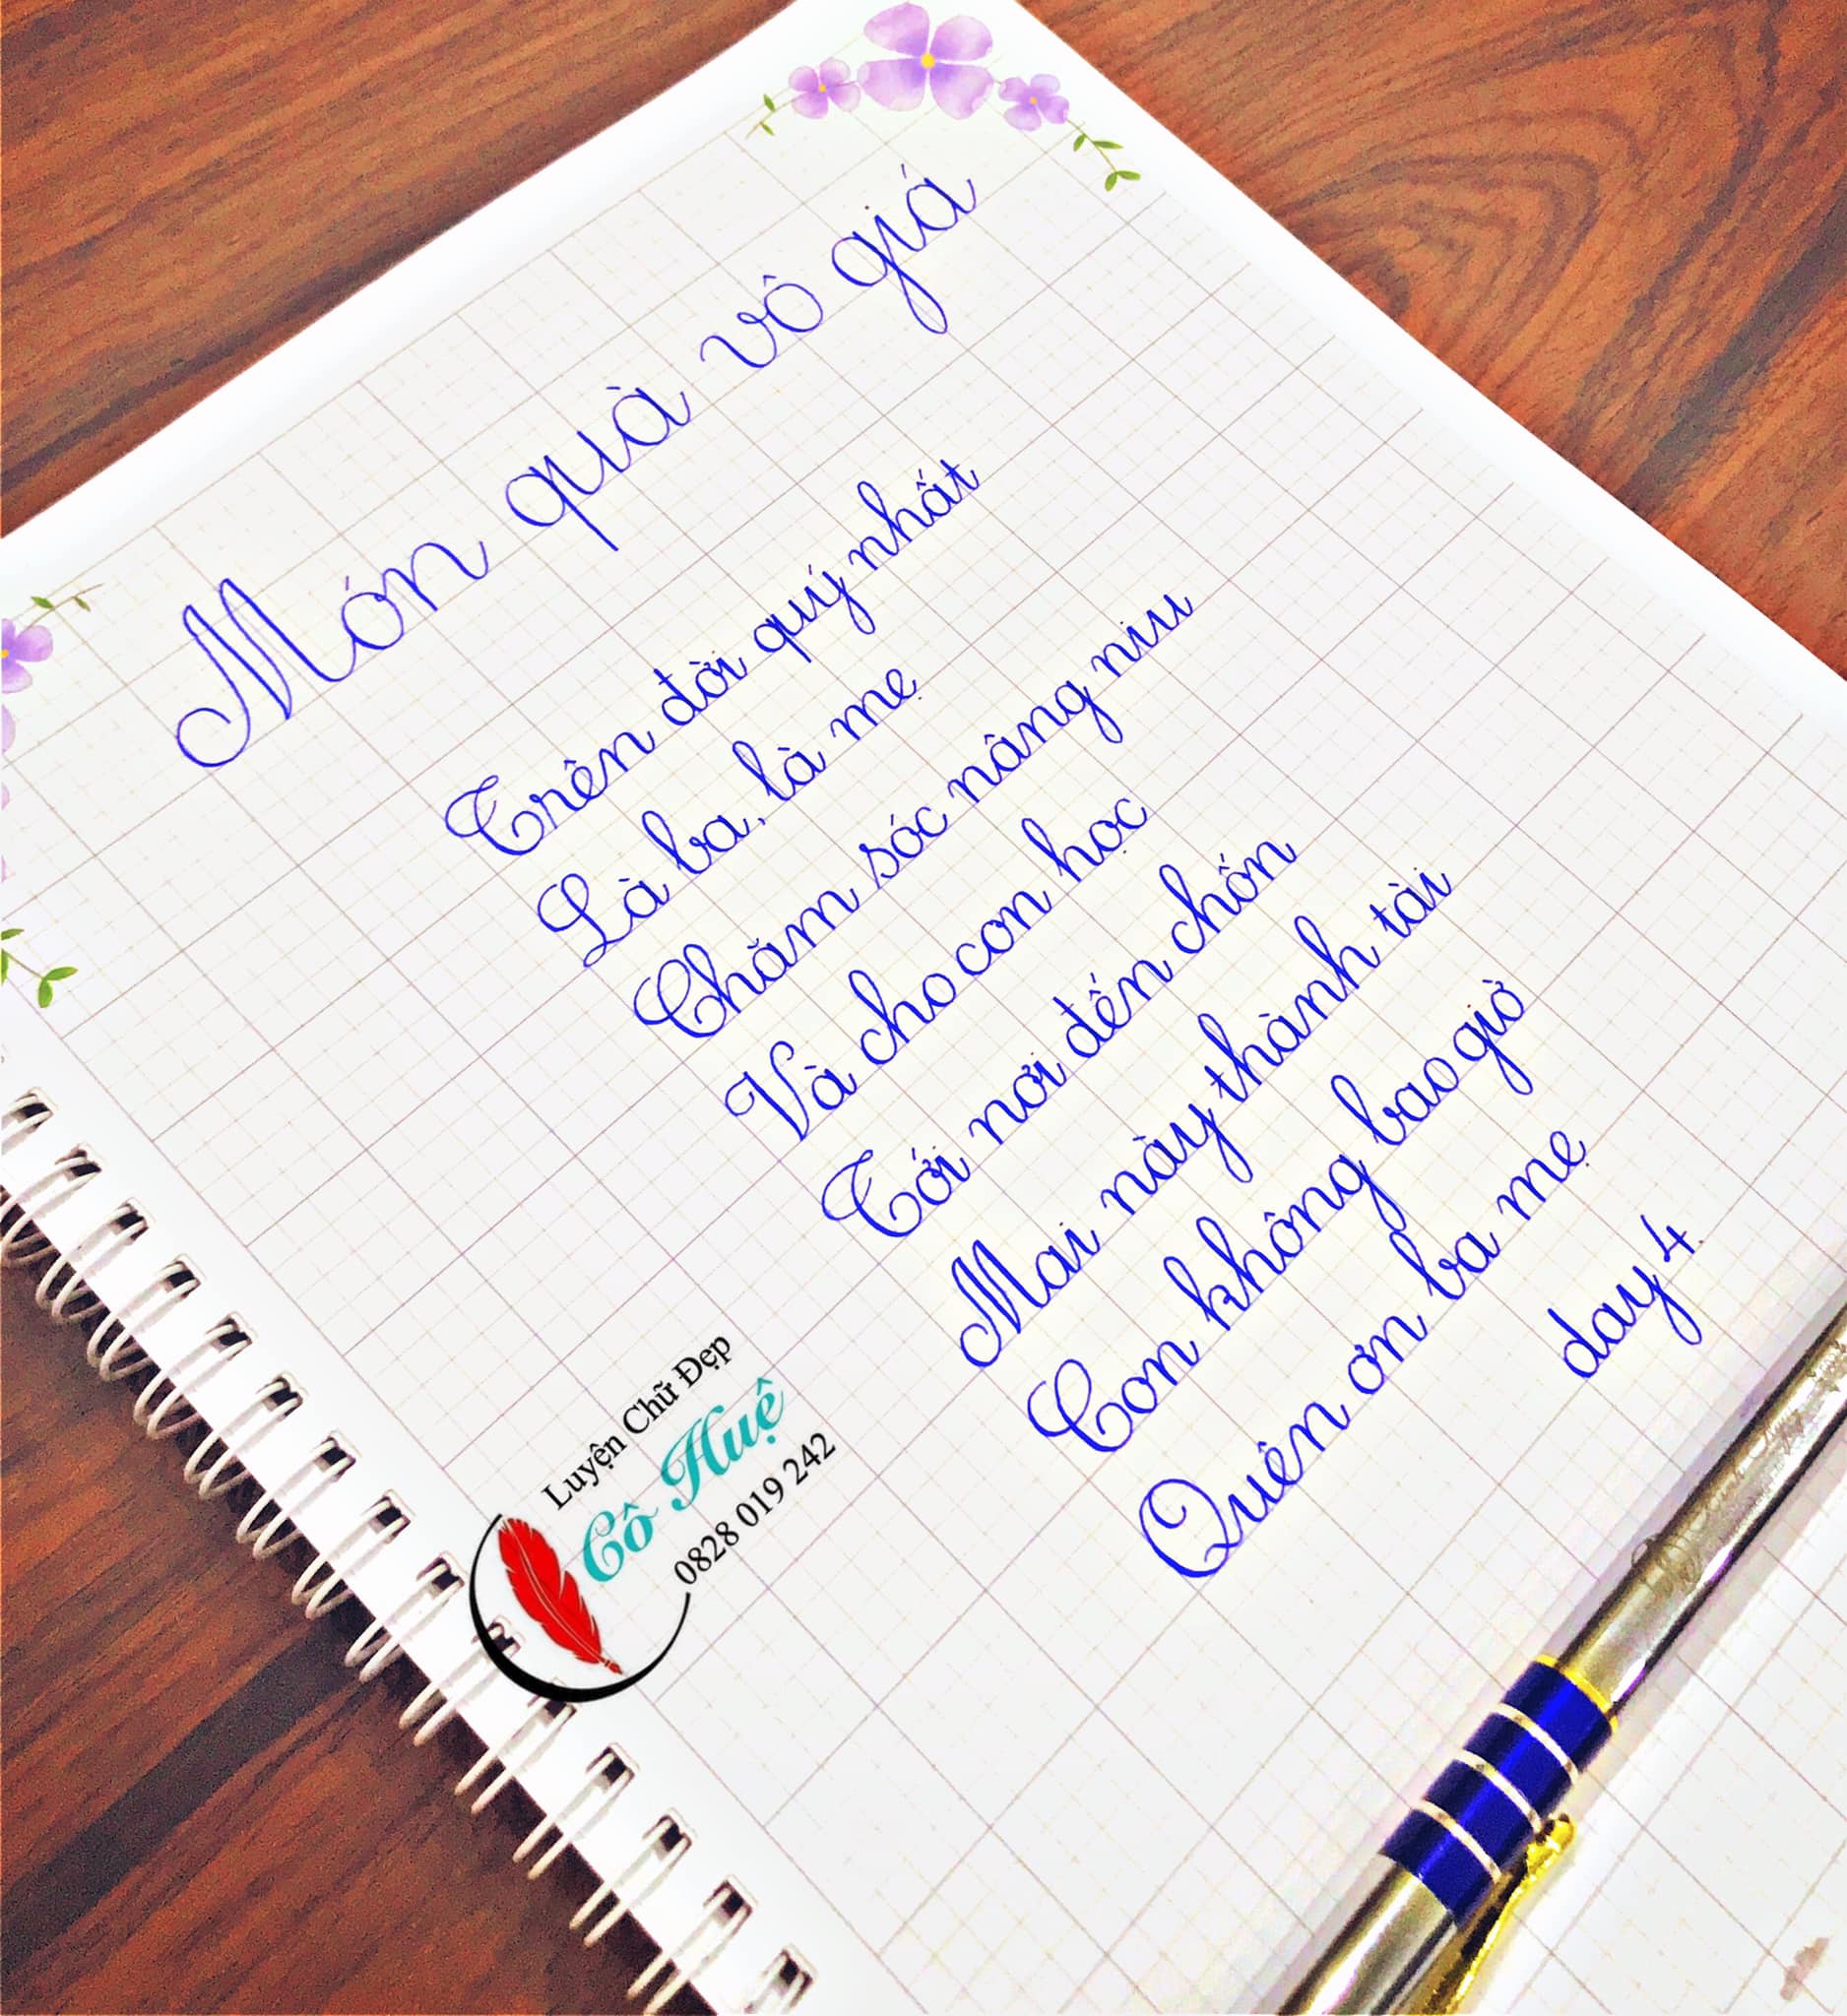 Món quà vô giá
Trên đời quý nhất
Là ba, là mẹ
Chăm sóc nâng niu
Và cho con học
Tới nơi đến chốn
Mai này thành tài
Con không bao giờ
Quên ơn ba mẹ
day 4.
Luyện Chữ Đẹp
Cô Huệ
0828 019 242